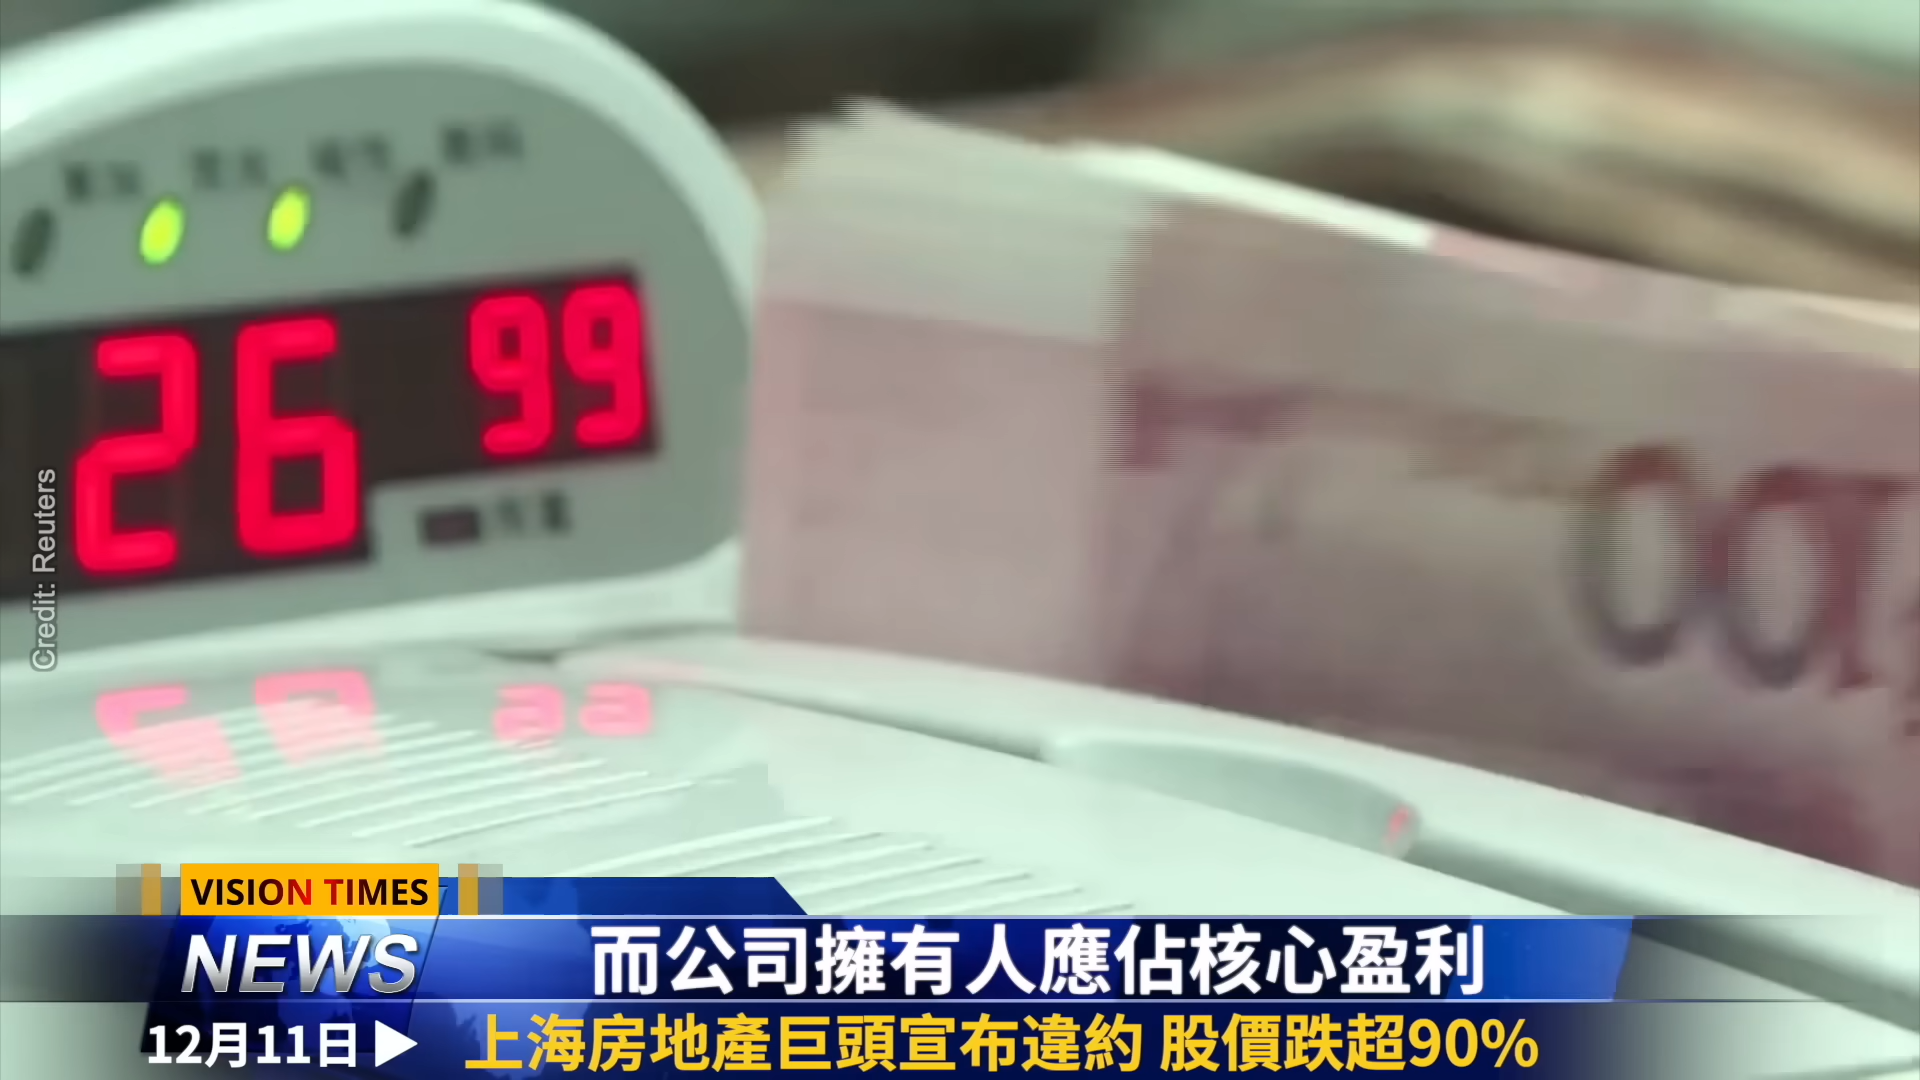 26 99
00
Credit: Reuters
VISION TIMES
NEWS
而公司擁有人應佔核心盈利
12月11日
上海房地產巨頭宣布違約 股價跌超90%